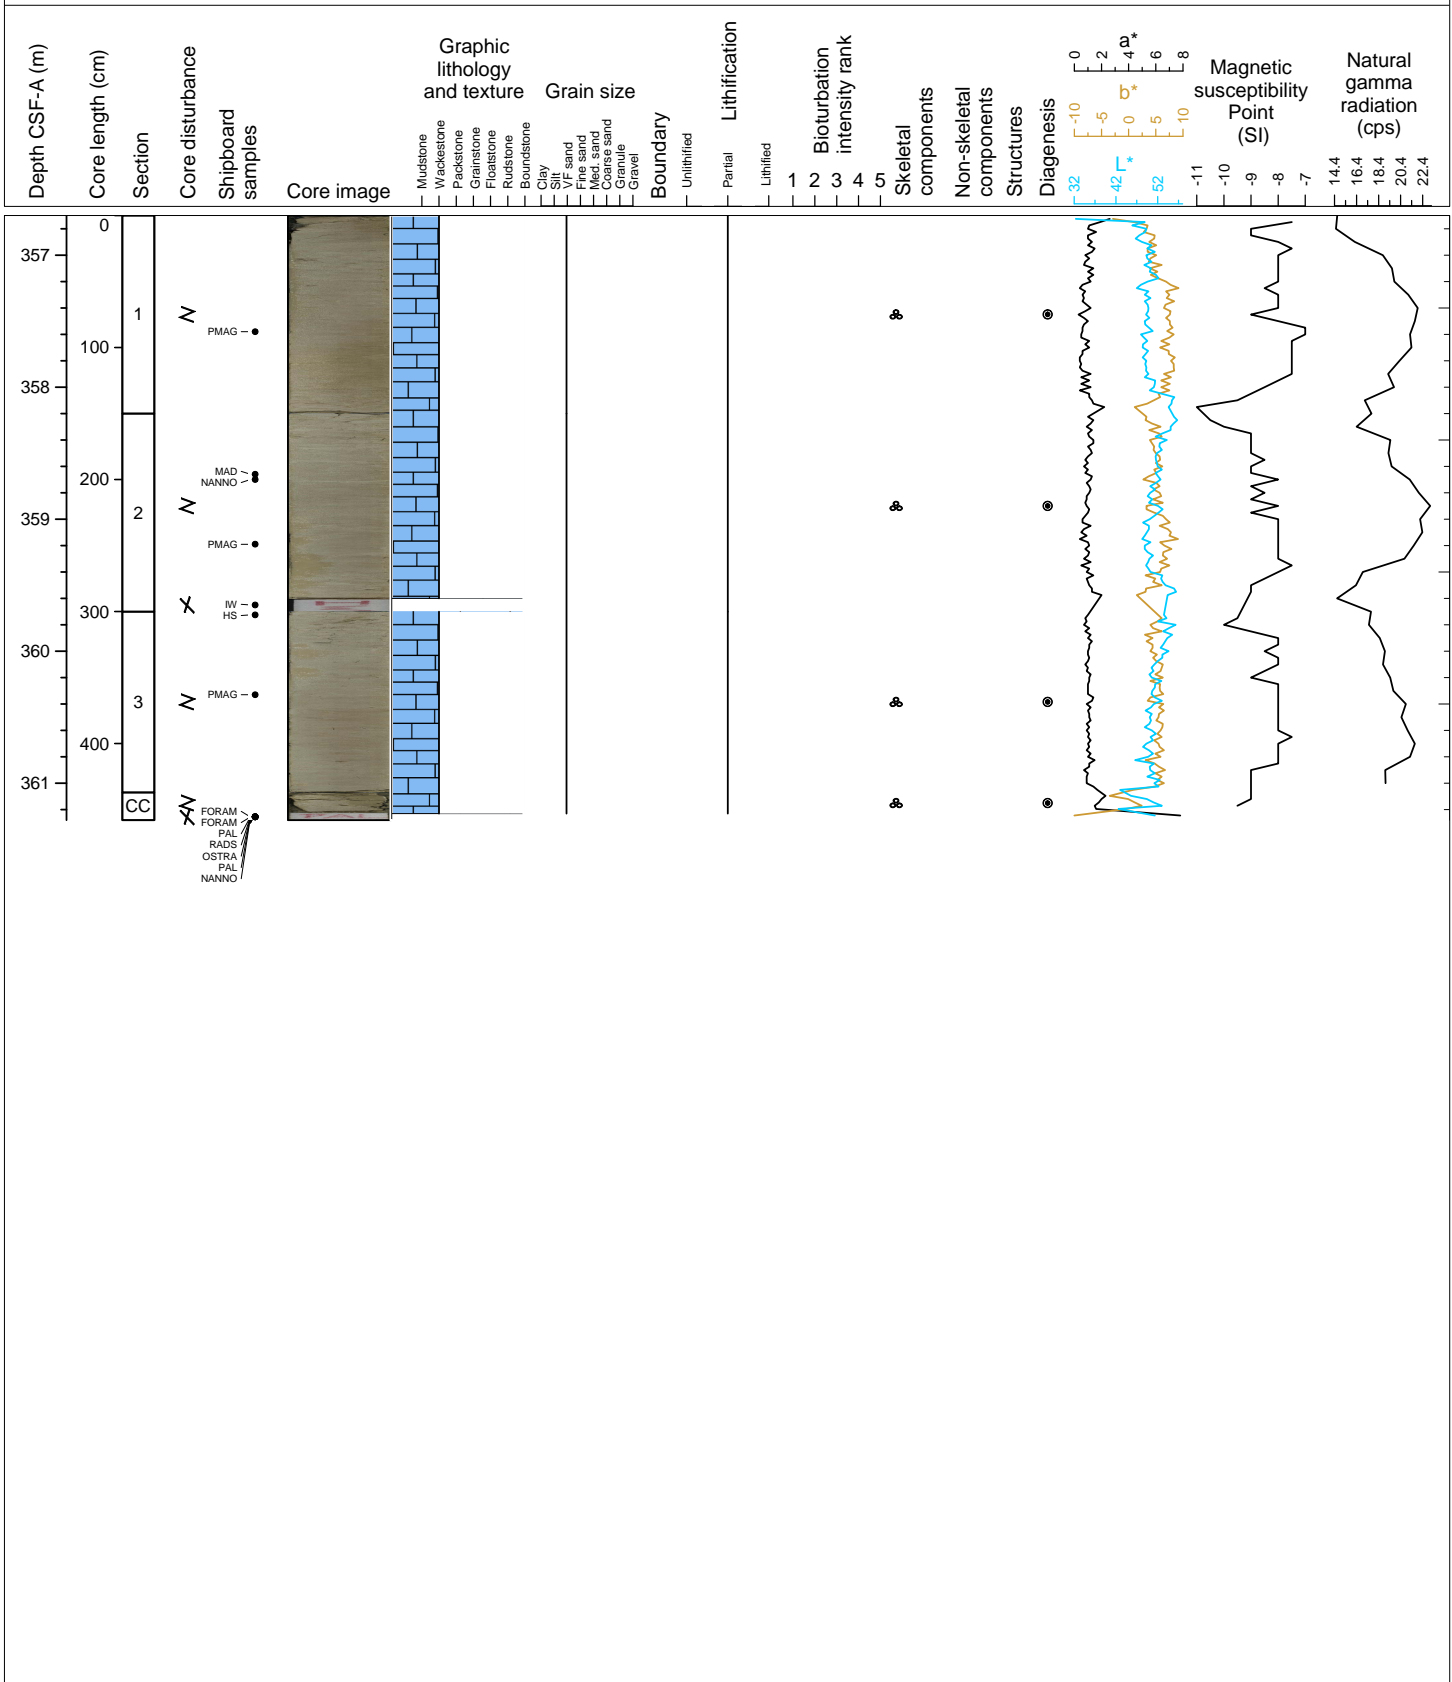 Depth CSF-A (m)
Core length (cm)
Section
Core disturbance
Shipboard
samples
Core image
Graphic
lithology
and texture
Mudstone
Wackestone
Packstone
Grainstone
Floatstone
Rudstone
Boundstone
Grain size
Clay
Silt
VF sand
Fine sand
Med. sand
Coarse sand
Granule
Gravel
Boundary
Lithification
Unlithified
Partial
Lithified
Bioturbation
intensity rank
1 2 3 4 5
Skeletal
components
Non-skeletal
components
Structures
Diagenesis
a*
0 2 4 6 8
b*
-10 -5 0 5 10
L*
32 42 52
Magnetic
susceptibility
Point
(SI)
-11 -10 -9 -8 -7
Natural
gamma
radiation
(cps)
14.4 16.4 18.4 20.4 22.4
0
357
1
PMAG
100
358
MAD
200
NANNO
2
359
PMAG
IW
300
HS
360
PMAG
3
400
361
CC
FORAM
FORAM
PAL
RADS
OSTRA
PAL
NANNO